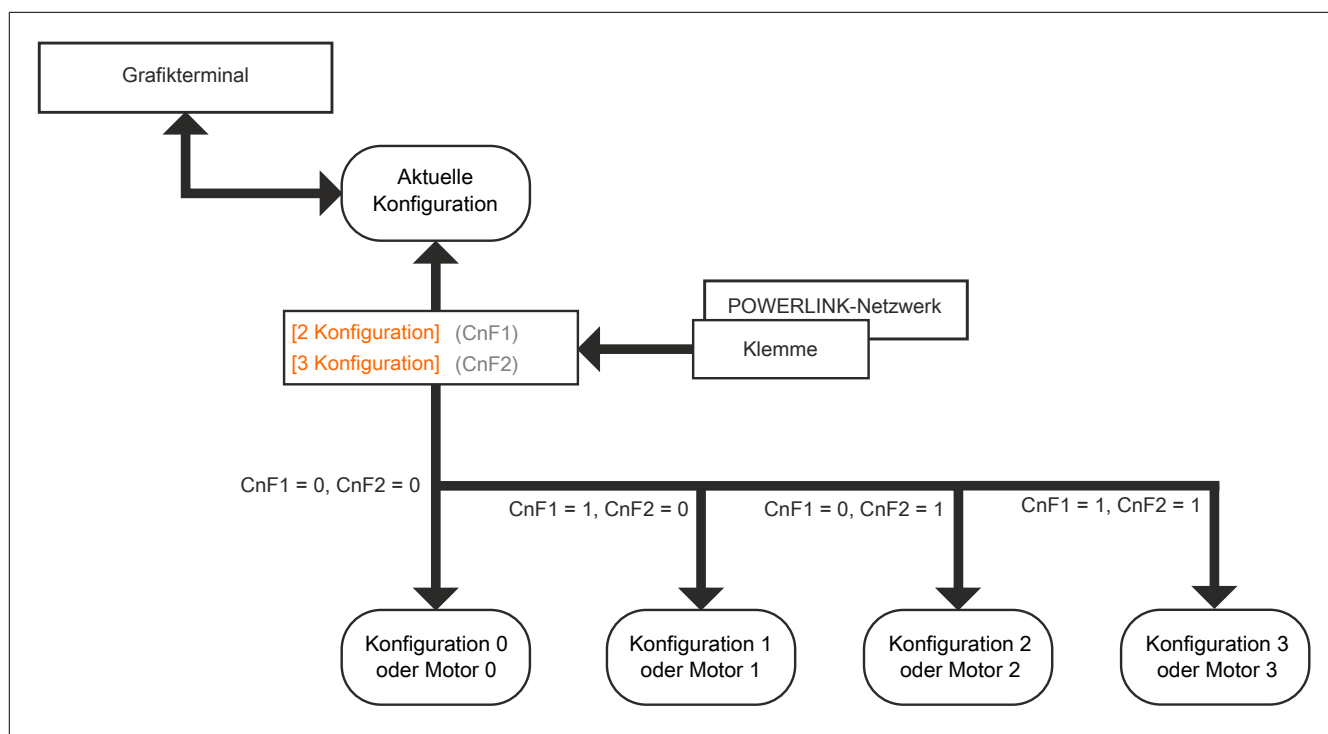 Grafikterminal
Aktuelle
Konfiguration
POWERLINK-Netzwerk
[2 Konfiguration] (CnF1)
Klemme
[3 Konfiguration] (CnF2)
CnF1 = 0, CnF2 = 0
CnF1 = 1, CnF2 = 0
CnF1 = 0, CnF2 = 1
CnF1 = 1, CnF2 = 1
Konfiguration 0
oder Motor 0
Konfiguration 1
oder Motor 1
Konfiguration 2
oder Motor 2
Konfiguration 3
oder Motor 3